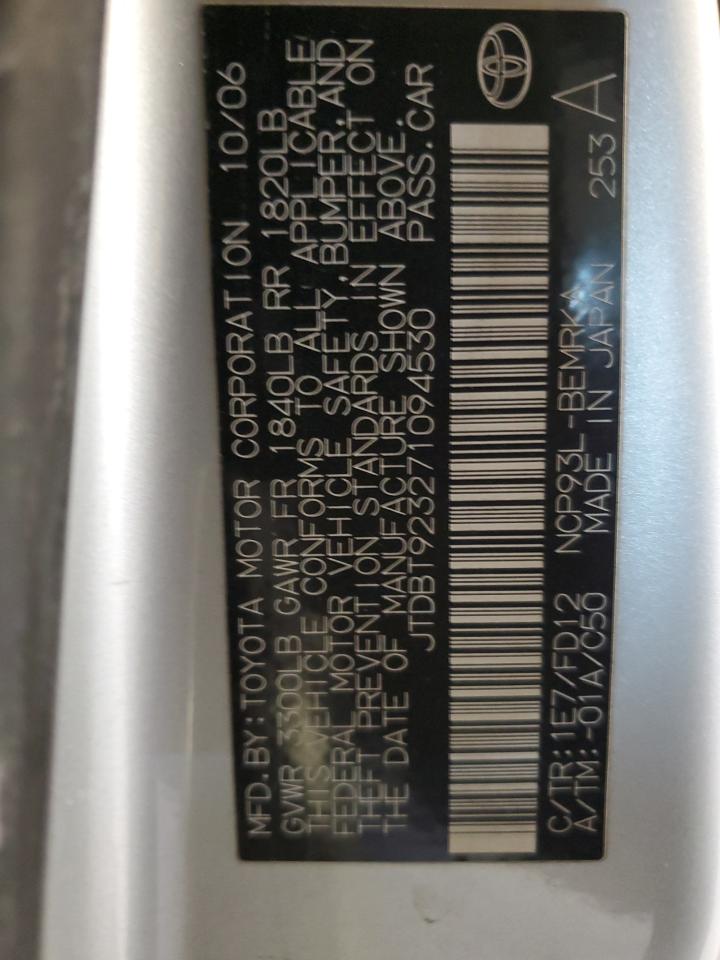 MFD.BY:TOYOTA MOTOR CORPORATION 10/06
GVWR 3300LB GAWR FR 1840LB RR 1820LB
THIS VEHICLE CONFORMS TO ALL APPLICABLE
FEDERAL MOTOR VEHICLE SAFETY,BUMPER,AND
THEFT PREVENTION STANDARDS IN EFFECT ON
THE DATE OF MANUFACTURE SHOWN ABOVE.
JTDBT923271094530 PASS.CAR
C/TR:1E7/FD12 NCP93L-BEMRKA 253A
A/TM:-01A/C50 MADE IN JAPAN